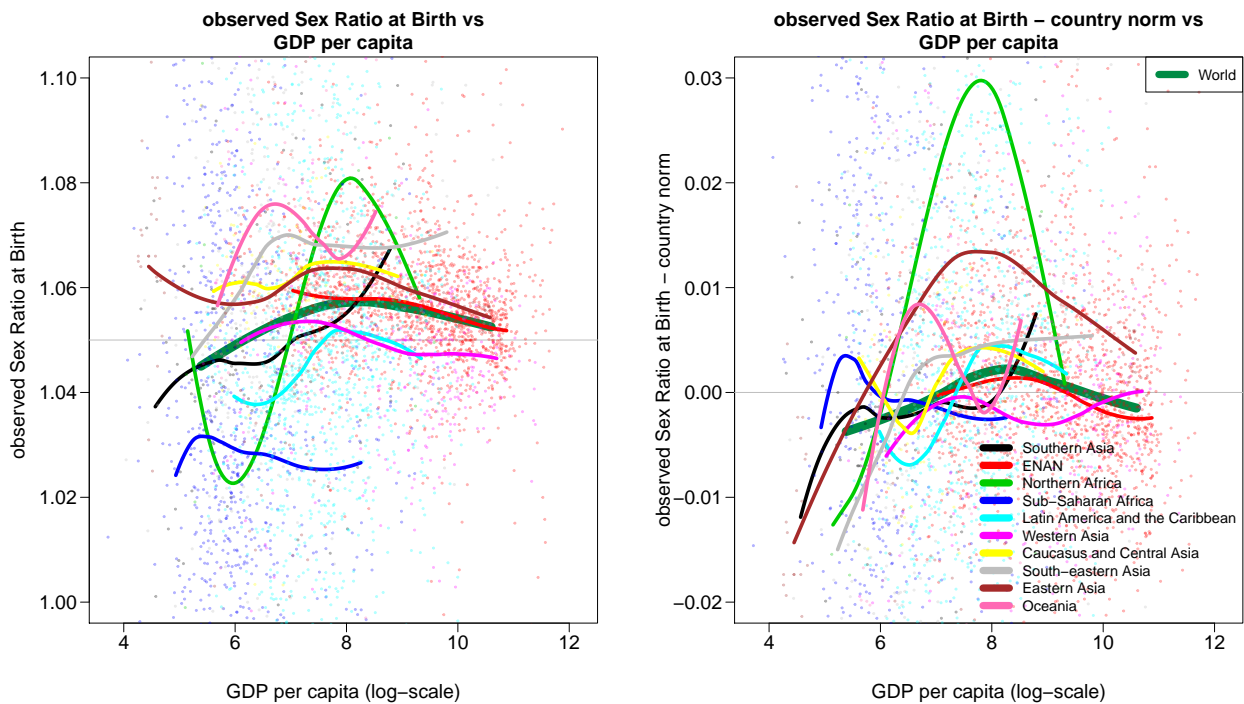 observed Sex Ratio at Birth vs
GDP per capita
observed Sex Ratio at Birth
1.10
1.08
1.06
1.04
1.02
1.00
4 6 8 10 12
GDP per capita (log−scale)
observed Sex Ratio at Birth − country norm vs
GDP per capita
observed Sex Ratio at Birth − country norm
0.03
0.02
0.01
0.00
−0.01
−0.02
4 6 8 10 12
GDP per capita (log−scale)
World
Southern Asia
ENAN
Northern Africa
Sub−Saharan Africa
Latin America and the Caribbean
Western Asia
Caucasus and Central Asia
South−eastern Asia
Eastern Asia
Oceania